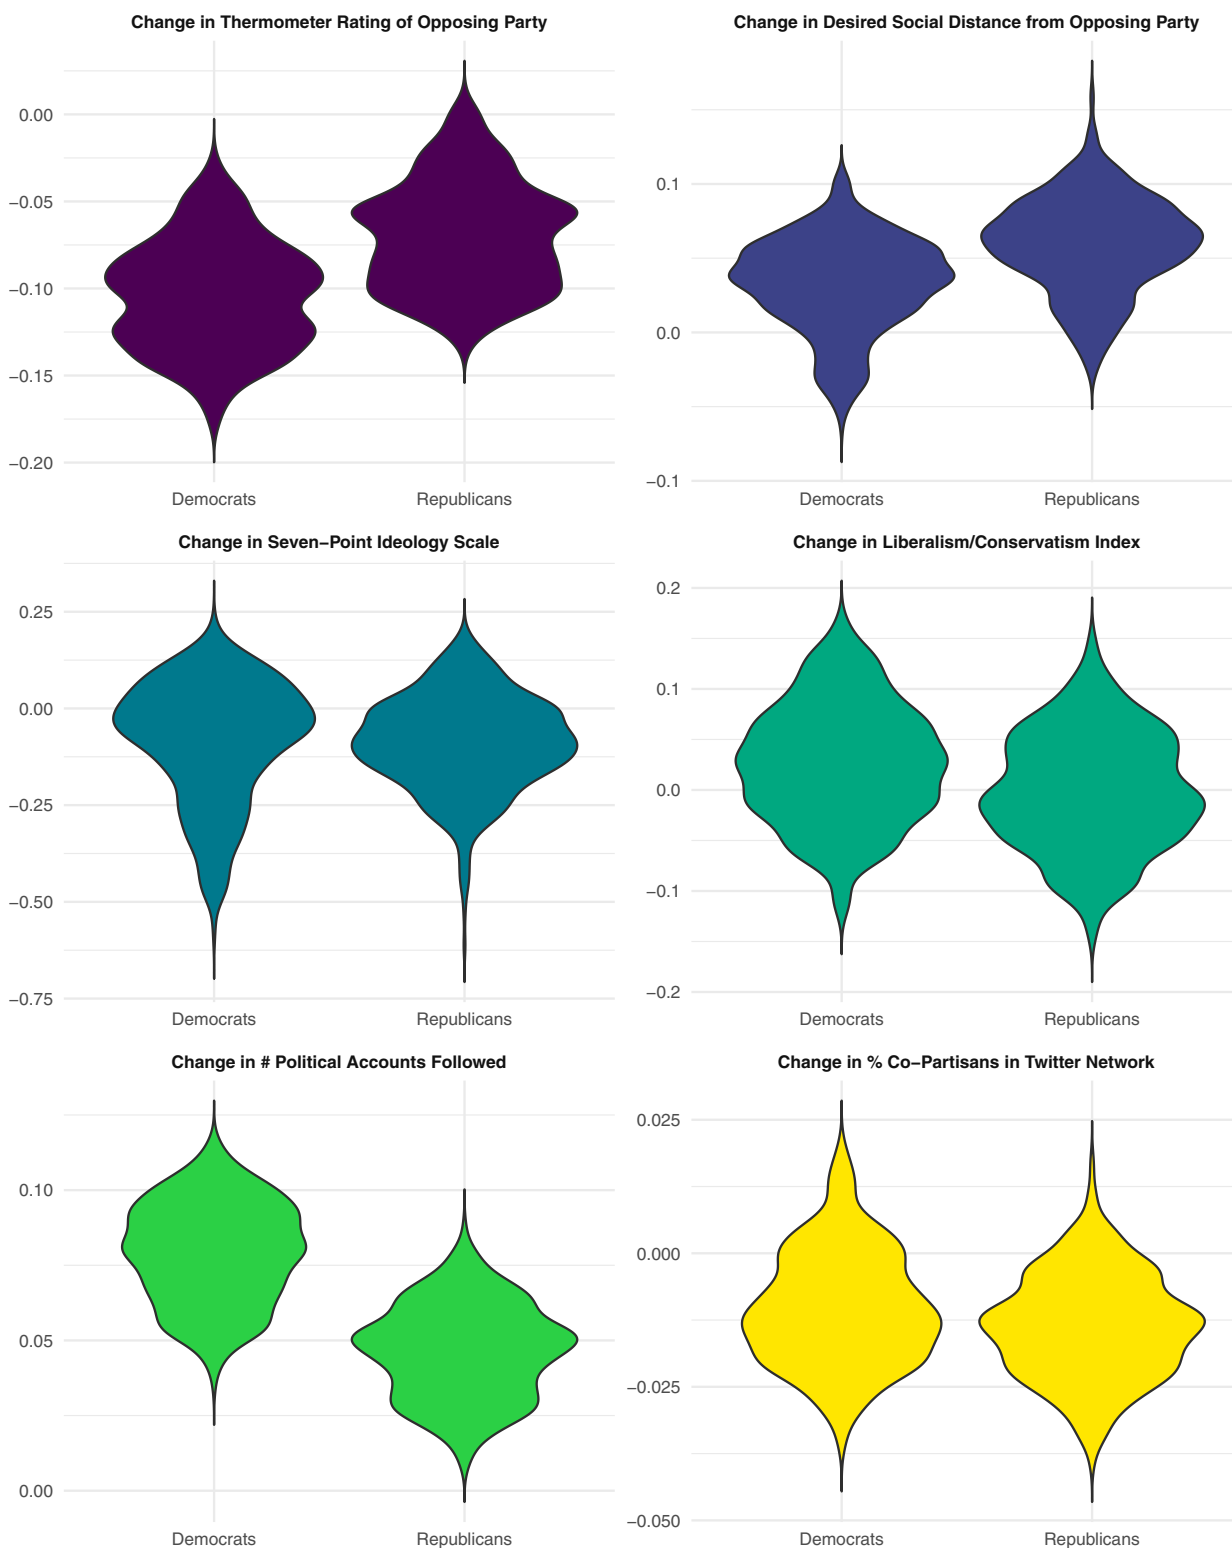 Change in Thermometer Rating of Opposing Party
0.00
−0.05
−0.10
−0.15
−0.20
Democrats Republicans
Change in Desired Social Distance from Opposing Party
0.1
0.0
−0.1
Democrats Republicans
Change in Seven−Point Ideology Scale
0.25
0.00
−0.25
−0.50
−0.75
Democrats Republicans
Change in Liberalism/Conservatism Index
0.2
0.1
0.0
−0.1
−0.2
Democrats Republicans
Change in # Political Accounts Followed
0.10
0.05
0.00
Democrats Republicans
Change in % Co−Partisans in Twitter Network
0.025
0.000
−0.025
−0.050
Democrats Republicans